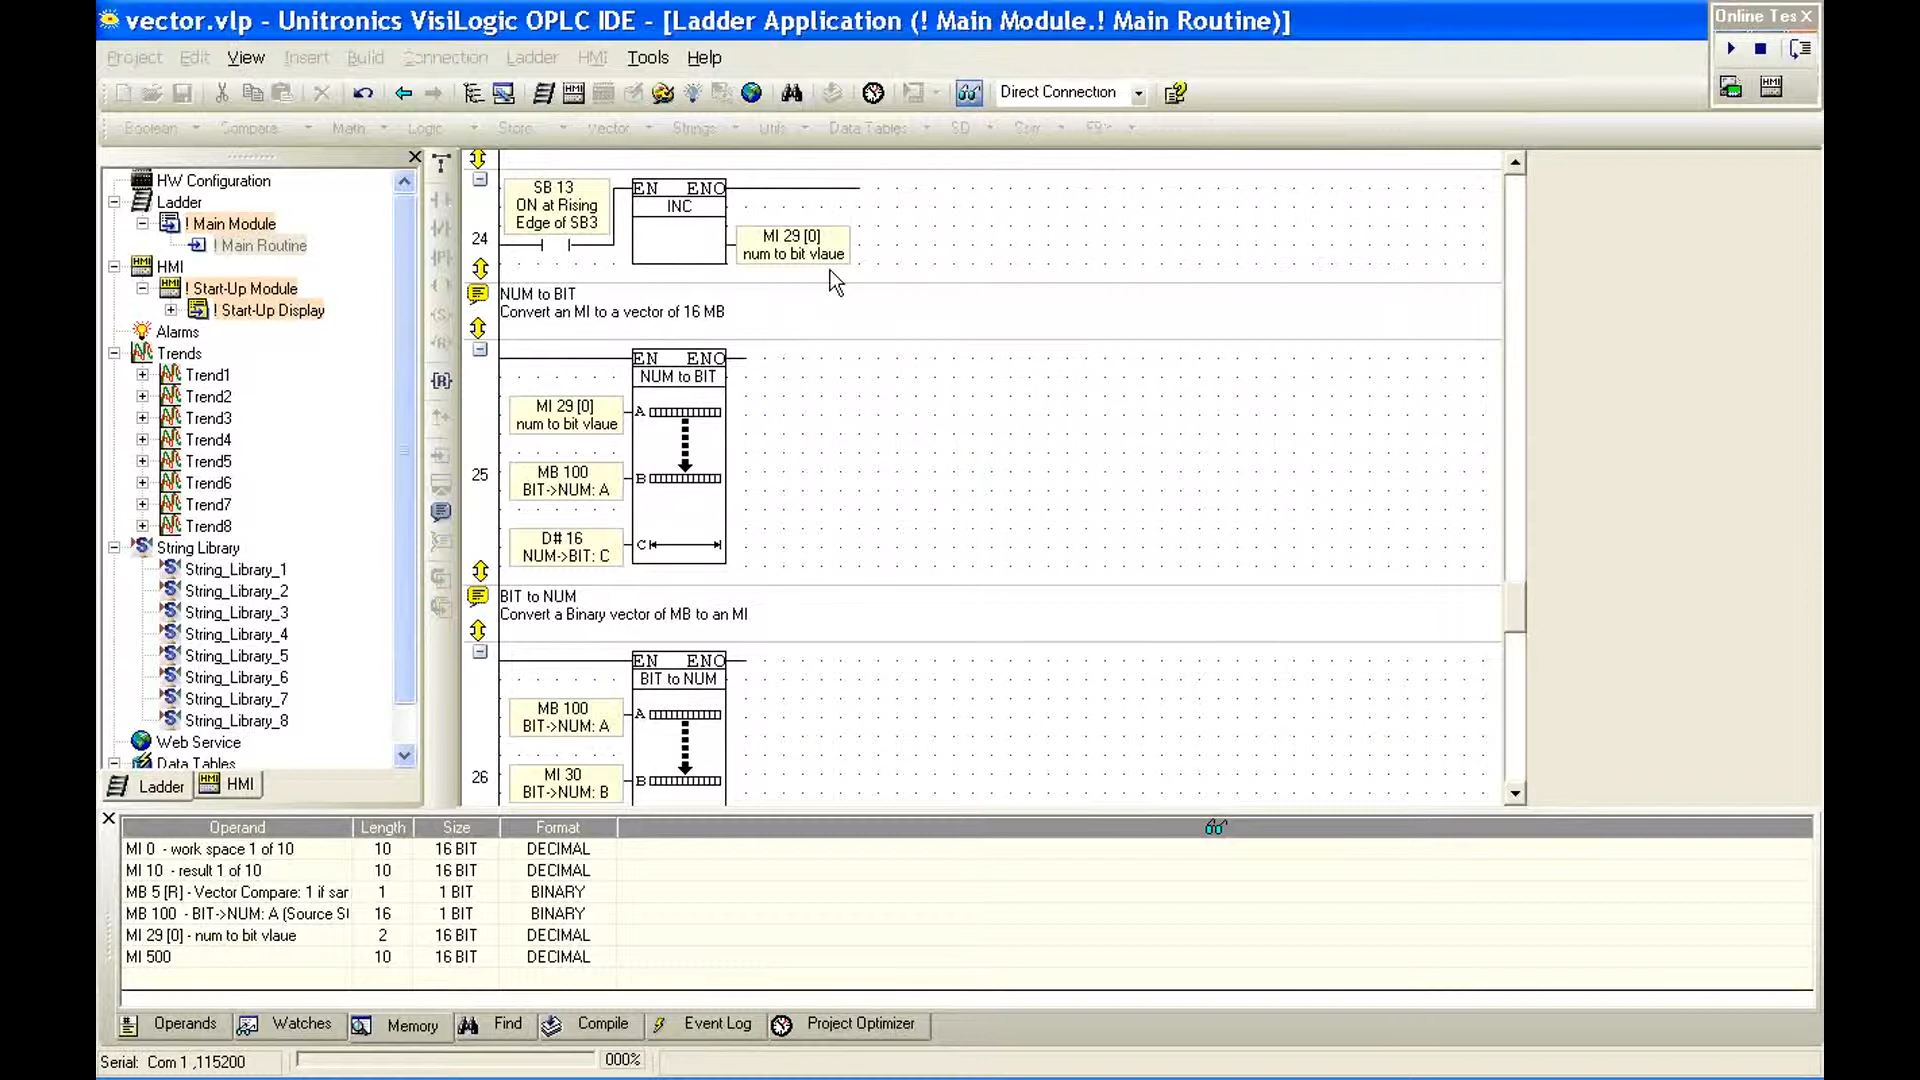 vector.vlp - Unitronics VisiLogic OPLC IDE - [Ladder Application (! Main Module.! Main Routine)]
Online Tes X
Project Edit View Insert Build Connection Ladder HMI Tools Help
Direct Connection
HMI
Boolean Compare Math Logic Store Vector Strings Utils Data Tables SD
HW Configuration
Ladder
! Main Module
! Main Routine
HMI
! Start-Up Module
! Start-Up Display
Alarms
Trends
Trend1
Trend2
Trend3
Trend4
Trend5
Trend6
Trend7
Trend8
String Library
String_Library_1
String_Library_2
String_Library_3
String_Library_4
String_Library_5
String_Library_6
String_Library_7
String_Library_8
Web Service
Data Tables
Ladder HMI
24
SB 13
ON at Rising
Edge of SB3
EN ENO
INC
MI 29 [0]
num to bit vlaue
NUM to BIT
Convert an MI to a vector of 16 MB
25
EN ENO
NUM to BIT
MI 29 [0]
num to bit vlaue
A
MB 100
BIT->NUM: A
B
D# 16
NUM->BIT: C
C
BIT to NUM
Convert a Binary vector of MB to an MI
26
EN ENO
BIT to NUM
MB 100
BIT->NUM: A
A
MI 30
BIT->NUM: B
B
Operand Length Size Format
MI 0 - work space 1 of 10 10 16 BIT DECIMAL
MI 10 - result 1 of 10 10 16 BIT DECIMAL
MB 5 [R] - Vector Compare: 1 if sar 1 1 BIT BINARY
MB 100 - BIT->NUM: A (Source S 16 1 BIT BINARY
MI 29 [0] - num to bit vlaue 2 16 BIT DECIMAL
MI 500 10 16 BIT DECIMAL
Operands Watches Memory Find Compile Event Log Project Optimizer
Serial: Com 1 ,115200 000%